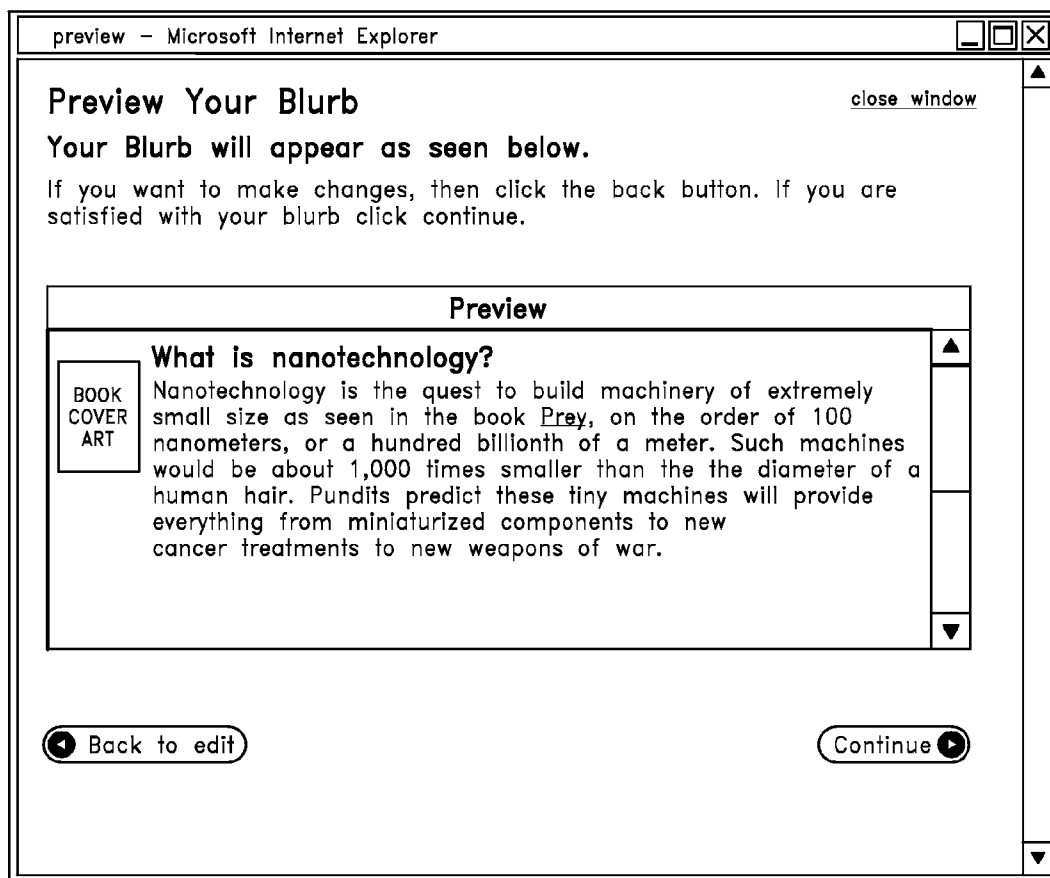 preview – Microsoft Internet Explorer
Preview Your Blurb
close window
Your Blurb will appear as seen below.
If you want to make changes, then click the back button. If you are
satisfied with your blurb click continue.
Preview
BOOK
COVER
ART
What is nanotechnology?
Nanotechnology is the quest to build machinery of extremely
small size as seen in the book Prey, on the order of 100
nanometers, or a hundred billionth of a meter. Such machines
would be about 1,000 times smaller than the the diameter of a
human hair. Pundits predict these tiny machines will provide
everything from miniaturized components to new
cancer treatments to new weapons of war.
Back to edit
Continue